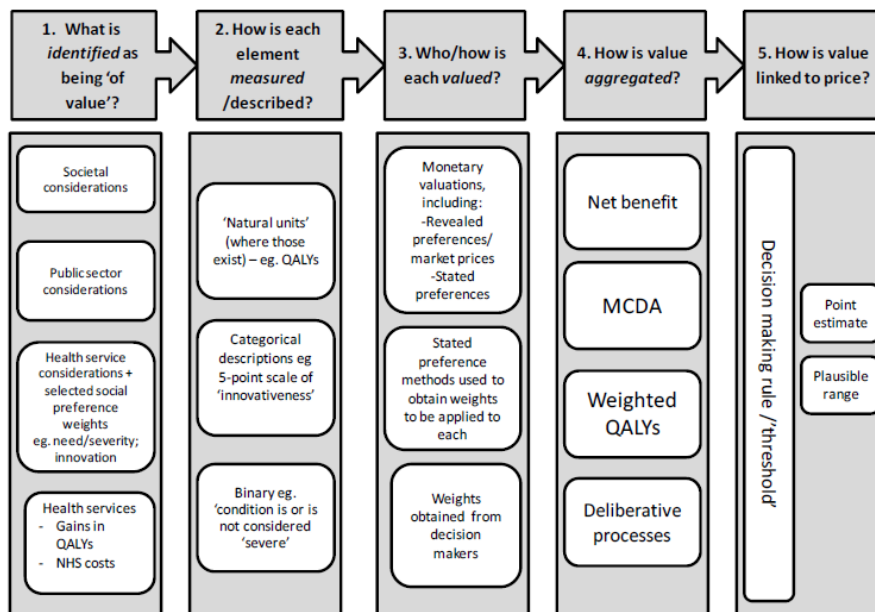 1. What is
identified as
being 'of
value'?
2. How is each
element
measured
/described?
3. Who/how is
each valued?
4. How is value
aggregated?
5. How is value
linked to price?
Societal
considerations
Public sector
considerations
Health service
considerations +
selected social
preference
weights
eg. need/severity;
innovation
Health services
- Gains in
QALYs
- NHS costs
'Natural units'
(where those
exist) – eg. QALYs
Categorical
descriptions eg
5-point scale of
'innovativeness'
Binary eg.
'condition is or is
not considered
'severe'
Monetary
valuations,
including:
-Revealed
preferences/
market prices
-Stated
preferences
Stated
preference
methods used to
obtain weights
to be applied to
each
Weights
obtained from
decision
makers
Net benefit
MCDA
Weighted
QALYs
Deliberative
processes
Decision making rule /'threshold'
Point
estimate
Plausible
range